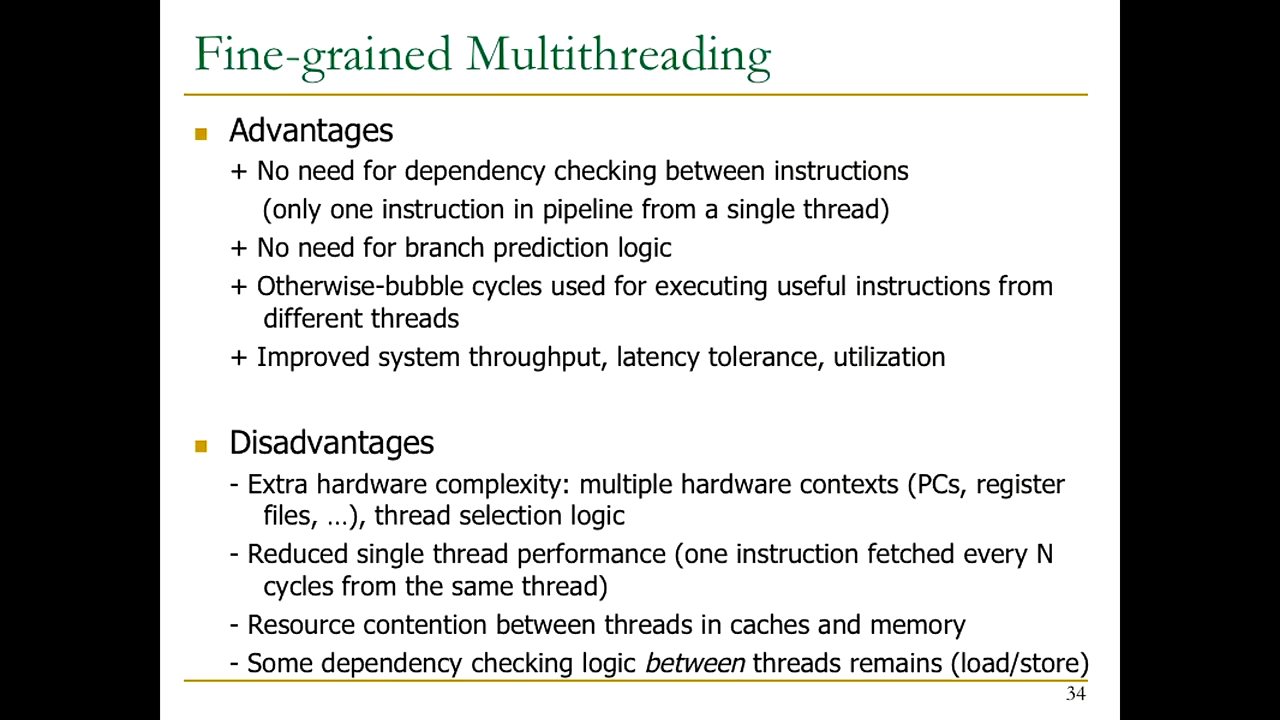 Fine-grained Multithreading
Advantages
+ No need for dependency checking between instructions
(only one instruction in pipeline from a single thread)
+ No need for branch prediction logic
+ Otherwise-bubble cycles used for executing useful instructions from
different threads
+ Improved system throughput, latency tolerance, utilization
Disadvantages
- Extra hardware complexity: multiple hardware contexts (PCs, register
files, …), thread selection logic
- Reduced single thread performance (one instruction fetched every N
cycles from the same thread)
- Resource contention between threads in caches and memory
- Some dependency checking logic between threads remains (load/store)
34